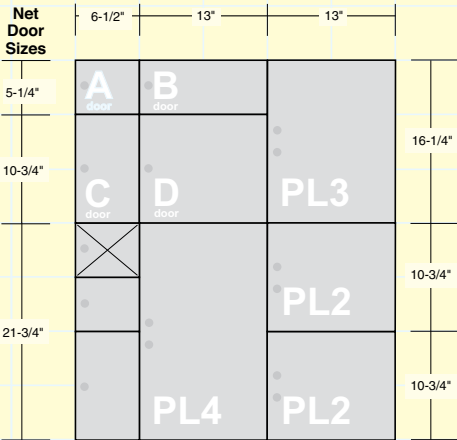 Net
Door
Sizes
6-1/2"
13"
13"
5-1/4"
10-3/4"
21-3/4"
A
door
B
door
C
door
D
door
PL3
PL2
PL4
PL2
16-1/4"
10-3/4"
10-3/4"